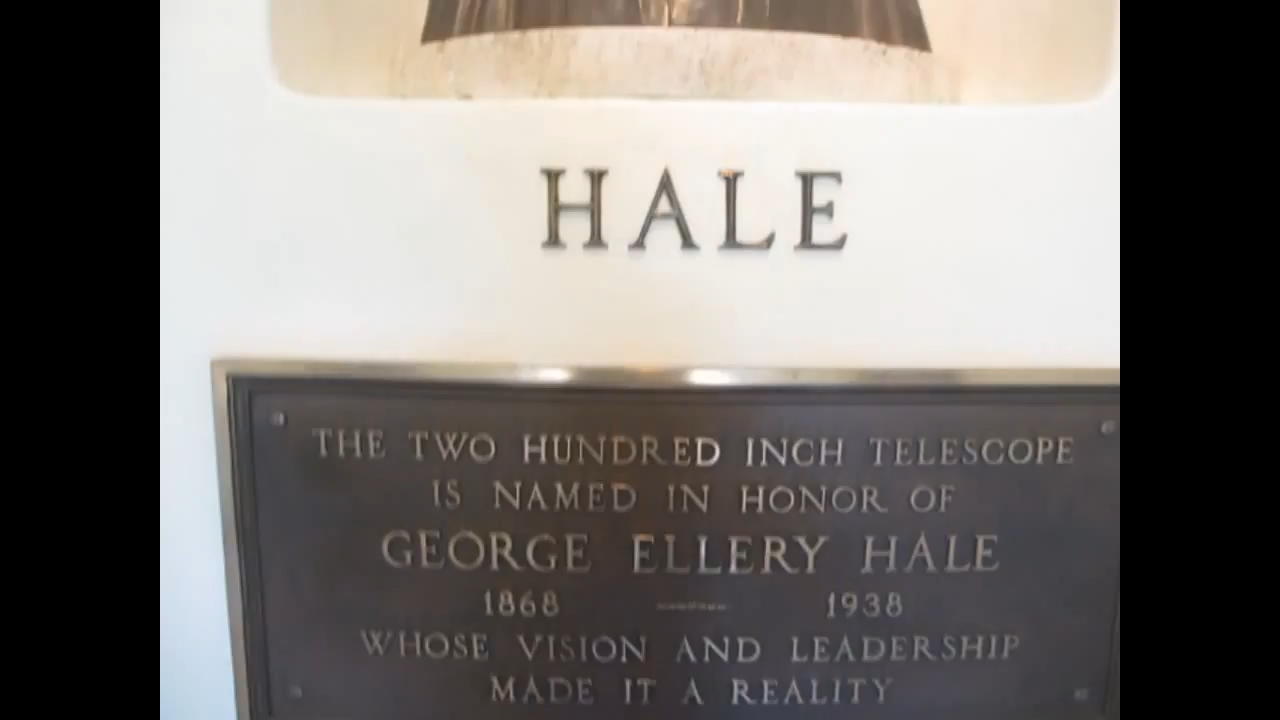 HALE
THE TWO HUNDRED INCH TELESCOPE
IS NAMED IN HONOR OF
GEORGE ELLERY HALE
1868 ———— 1938
WHOSE VISION AND LEADERSHIP
MADE IT A REALITY